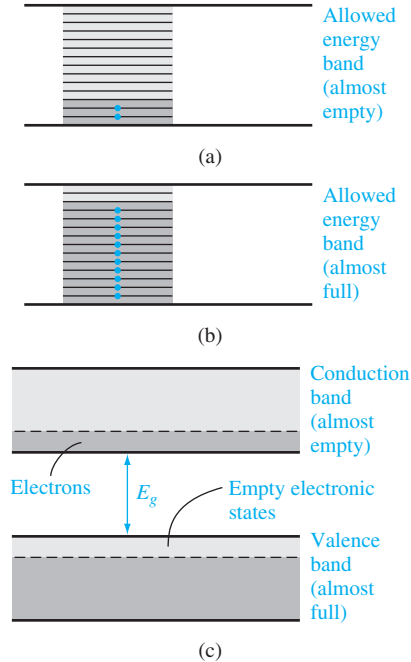 Allowed
energy
band
(almost
empty)
(a)
Allowed
energy
band
(almost
full)
(b)
Conduction
band
(almost
empty)
Electrons
E_g
Empty electronic
states
Valence
band
(almost
full)
(c)